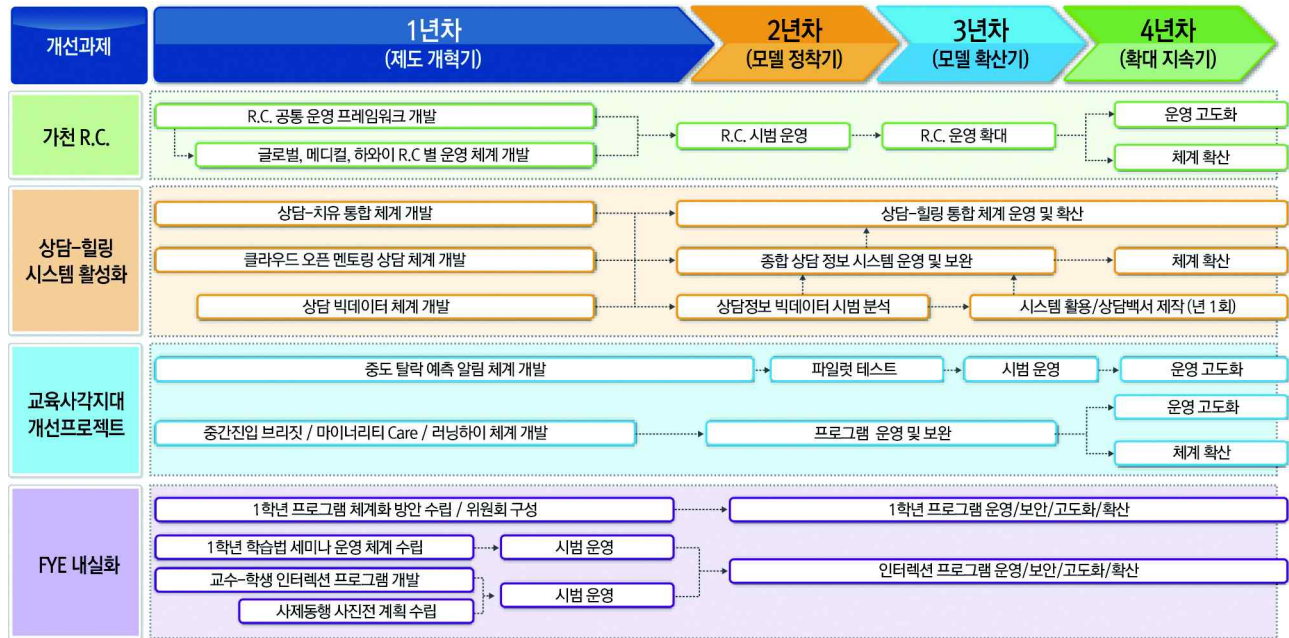 개선과제
1년차
(제도 개혁기)
2년차
(모델 정착기)
3년차
(모델 확산기)
4년차
(확대 지속기)
가천 R.C.
R.C. 공통 운영 프레임워크 개발
글로벌, 메디컬, 하와이 R.C 별 운영 체계 개발
R.C. 시범 운영
R.C. 운영 확대
운영 고도화
체계 확산
상담-힐링
시스템 활성화
상담-치유 통합 체계 개발
상담-힐링 통합 체계 운영 및 확산
클라우드 오픈 멘토링 상담 체계 개발
종합 상담 정보 시스템 운영 및 보완
체계 확산
상담 빅데이터 체계 개발
상담정보 빅데이터 시범 분석
시스템 활용/상담백서 제작 (년 1회)
교육사각지대
개선프로젝트
중도 탈락 예측 알림 체계 개발
파일럿 테스트
시범 운영
운영 고도화
중간진입 브리짓 / 마이너리티 Care / 러닝하이 체계 개발
프로그램 운영 및 보완
운영 고도화
체계 확산
FYE 내실화
1학년 프로그램 체계화 방안 수립 / 위원회 구성
1학년 프로그램 운영/보안/고도화/확산
1학년 학습법 세미나 운영 체계 수립
시범 운영
교수-학생 인터렉션 프로그램 개발
사제동행 사진전 계획 수립
시범 운영
인터렉션 프로그램 운영/보안/고도화/확산